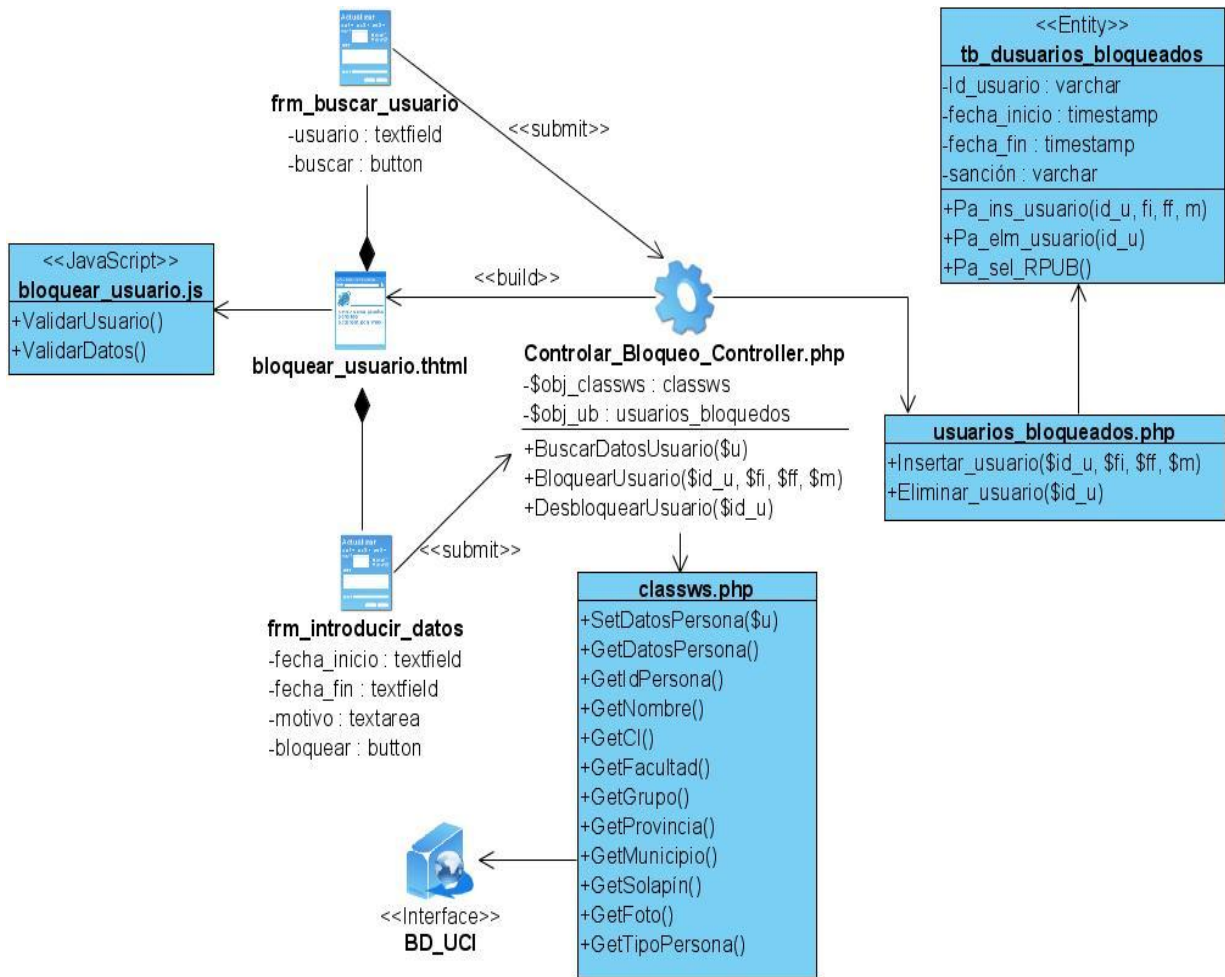 frm_buscar_usuario
-usuario : textfield
-buscar : button
<<submit>>
<<Entity>>
tb_dusuarios_bloqueados
-Id_usuario : varchar
-fecha_inicio : timestamp
-fecha_fin : timestamp
-sanción : varchar
+Pa_ins_usuario(id_u, fi, ff, m)
+Pa_elm_usuario(id_u)
+Pa_sel_RPUB()
<<JavaScript>>
bloquear_usuario.js
+ValidarUsuario()
+ValidarDatos()
<<build>>
bloquear_usuario.thtml
Controlar_Bloqueo_Controller.php
-$obj_classws : classws
-$obj_ub : usuarios_bloquedos
+BuscarDatosUsuario($u)
+BloquearUsuario($id_u, $fi, $ff, $m)
+DesbloquearUsuario($id_u)
usuarios_bloqueados.php
+Insertar_usuario($id_u, $fi, $ff, $m)
+Eliminar_usuario($id_u)
<<submit>>
Actualizar
frm_introducir_datos
-fecha_inicio : textfield
-fecha_fin : textfield
-motivo : textarea
-bloquear : button
classws.php
+SetDatosPersona($u)
+GetDatosPersona()
+GetIdPersona()
+GetNombre()
+GetCI()
+GetFacultad()
+GetGrupo()
+GetProvincia()
+GetMunicipio()
+GetSolapín()
+GetFoto()
+GetTipoPersona()
<<Interface>>
BD_UCI